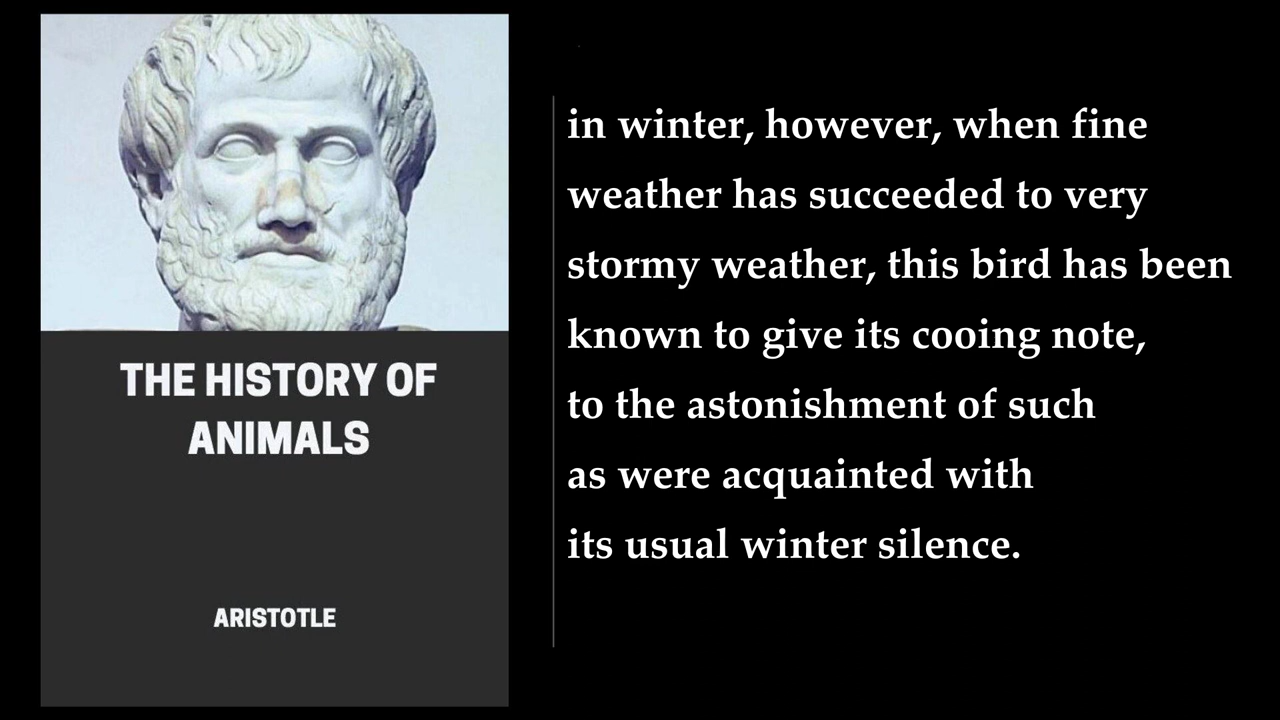 THE HISTORY OF
ANIMALS
ARISTOTLE
in winter, however, when fine
weather has succeeded to very
stormy weather, this bird has been
known to give its cooing note,
to the astonishment of such
as were acquainted with
its usual winter silence.